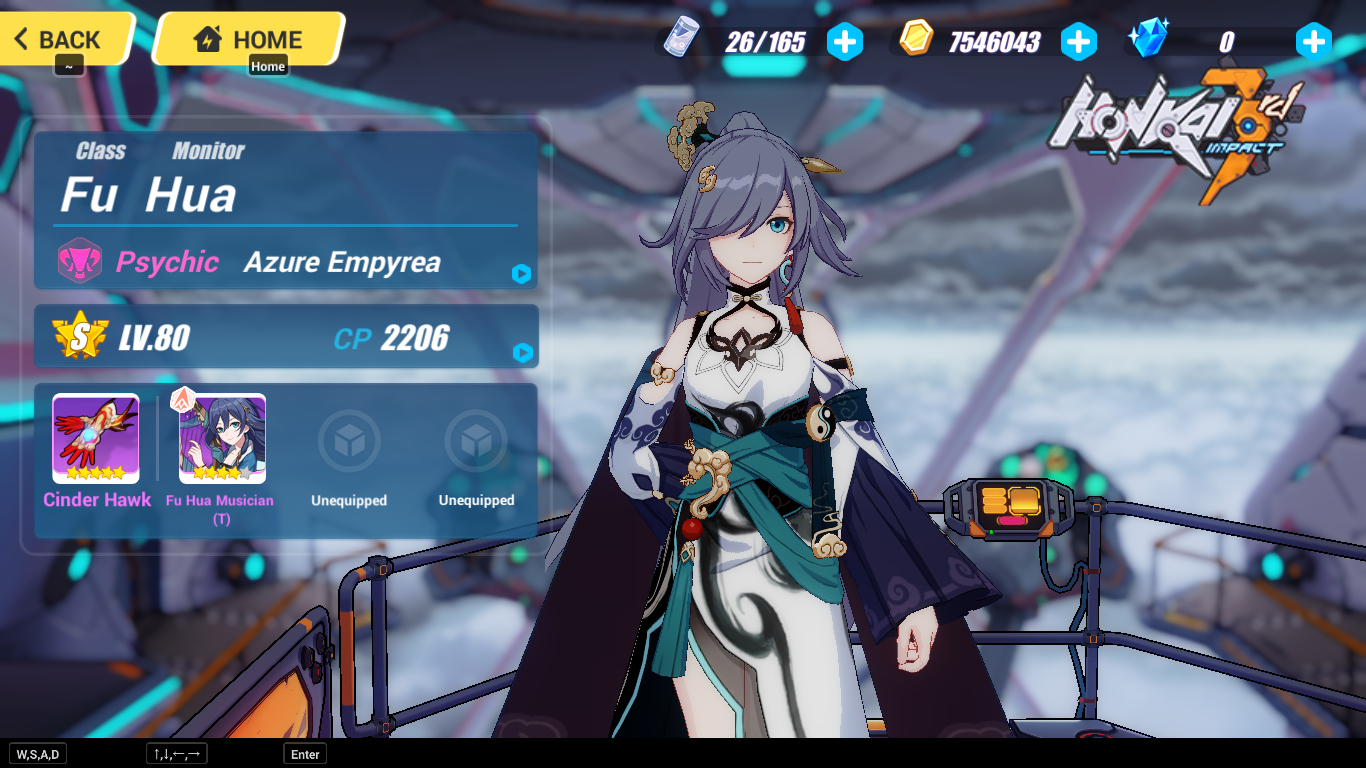 BACK
~
HOME
Home
26/165
7546043
0
HONKAI 3rd
IMPACT
Class Monitor
Fu Hua
Psychic Azure Empyrea
S LV.80 CP 2206
Cinder Hawk
Fu Hua Musician
(T)
Unequipped
Unequipped
W,S,A,D
↑,↓,←,→
Enter